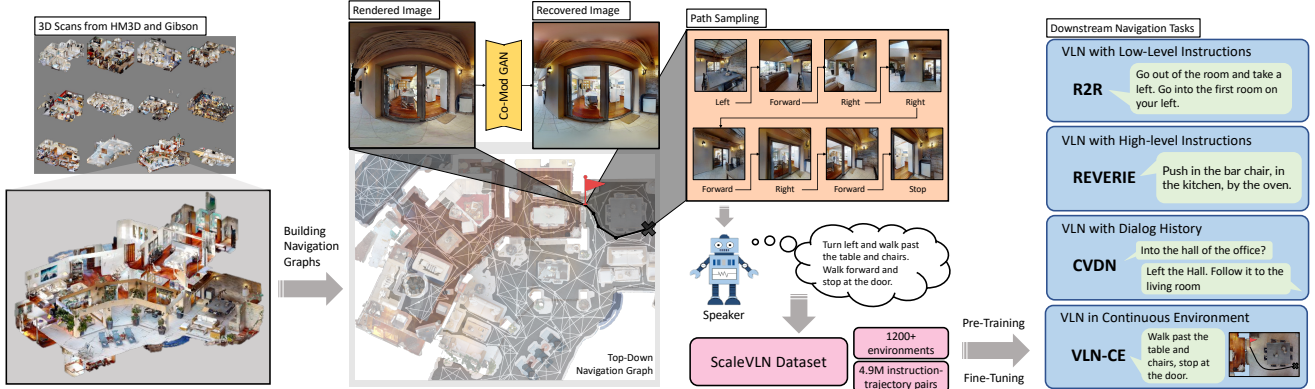 3D Scans from HM3D and Gibson
Building
Navigation
Graphs
Rendered Image
Recovered Image
Co-Mod GAN
Top-Down
Navigation Graph
Path Sampling
Left
Forward
Right
Right
Forward
Right
Forward
Stop
Speaker
Turn left and walk past
the table and chairs.
Walk forward and
stop at the door.
ScaleVLN Dataset
1200+
environments
4.9M instruction-
trajectory pairs
Pre-Training
Fine-Tuning
Downstream Navigation Tasks
VLN with Low-Level Instructions
R2R
Go out of the room and take a
left. Go into the first room on
your left.
VLN with High-level Instructions
REVERIE
Push in the bar chair, in
the kitchen, by the oven.
VLN with Dialog History
CVDN
Into the hall of the office?
Left the Hall. Follow it to the
living room
VLN in Continuous Environment
VLN-CE
Walk past the
table and
chairs, stop at
the door.